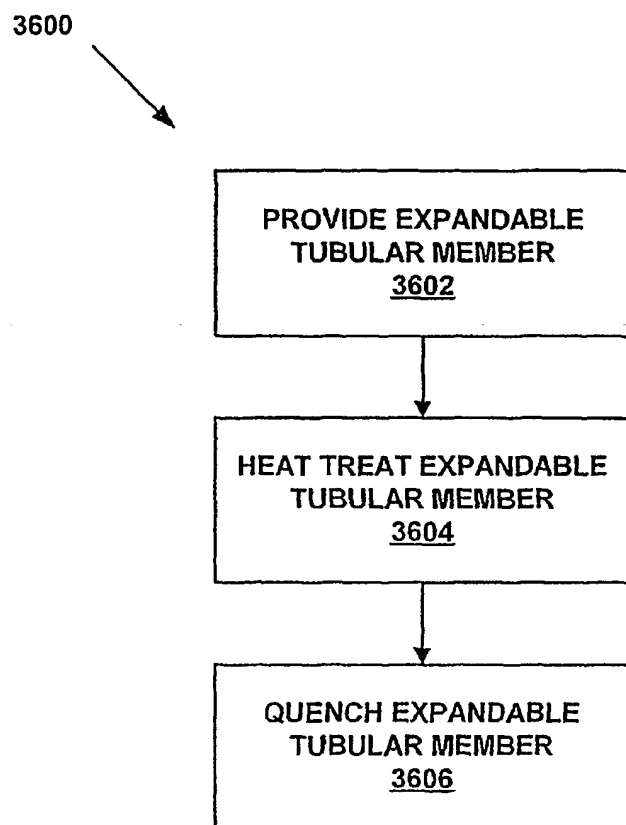 3600
PROVIDE EXPANDABLE
TUBULAR MEMBER
3602
HEAT TREAT EXPANDABLE
TUBULAR MEMBER
3604
QUENCH EXPANDABLE
TUBULAR MEMBER
3606